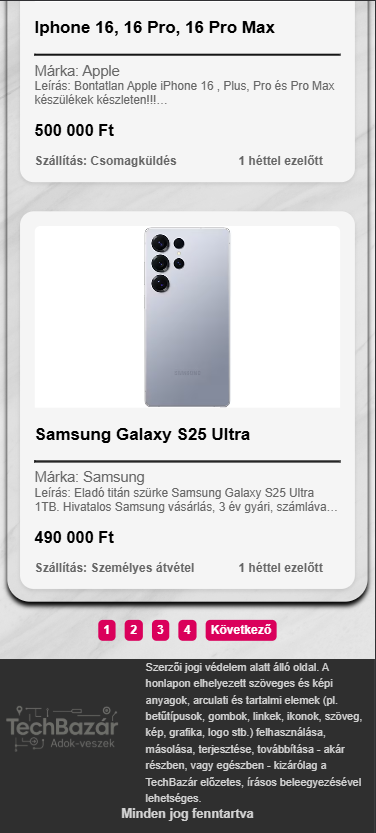 Iphone 16, 16 Pro, 16 Pro Max
Márka: Apple
Leírás: Bontatlan Apple iPhone 16 , Plus, Pro és Pro Max
készülékek készleten!!!...
500 000 Ft
Szállítás: Csomagküldés 1 héttel ezelőtt
SAMSUNG
Samsung Galaxy S25 Ultra
Márka: Samsung
Leírás: Eladó titán szürke Samsung Galaxy S25 Ultra
1TB. Hivatalos Samsung vásárlás, 3 év gyári, számláva...
490 000 Ft
Szállítás: Személyes átvétel 1 héttel ezelőtt
1 2 3 4 Következő
TechBazár
Adok-veszek
Szerzői jogi védelem alatt álló oldal. A
honlapon elhelyezett szöveges és képi
anyagok, arculati és tartalmi elemek (pl.
betűtípusok, gombok, linkek, ikonok, szöveg,
kép, grafika, logo stb.) felhasználása,
másolása, terjesztése, továbbítása - akár
részben, vagy egészben - kizárólag a
TechBazár előzetes, írásos beleegyezésével
lehetséges.
Minden jog fenntartva